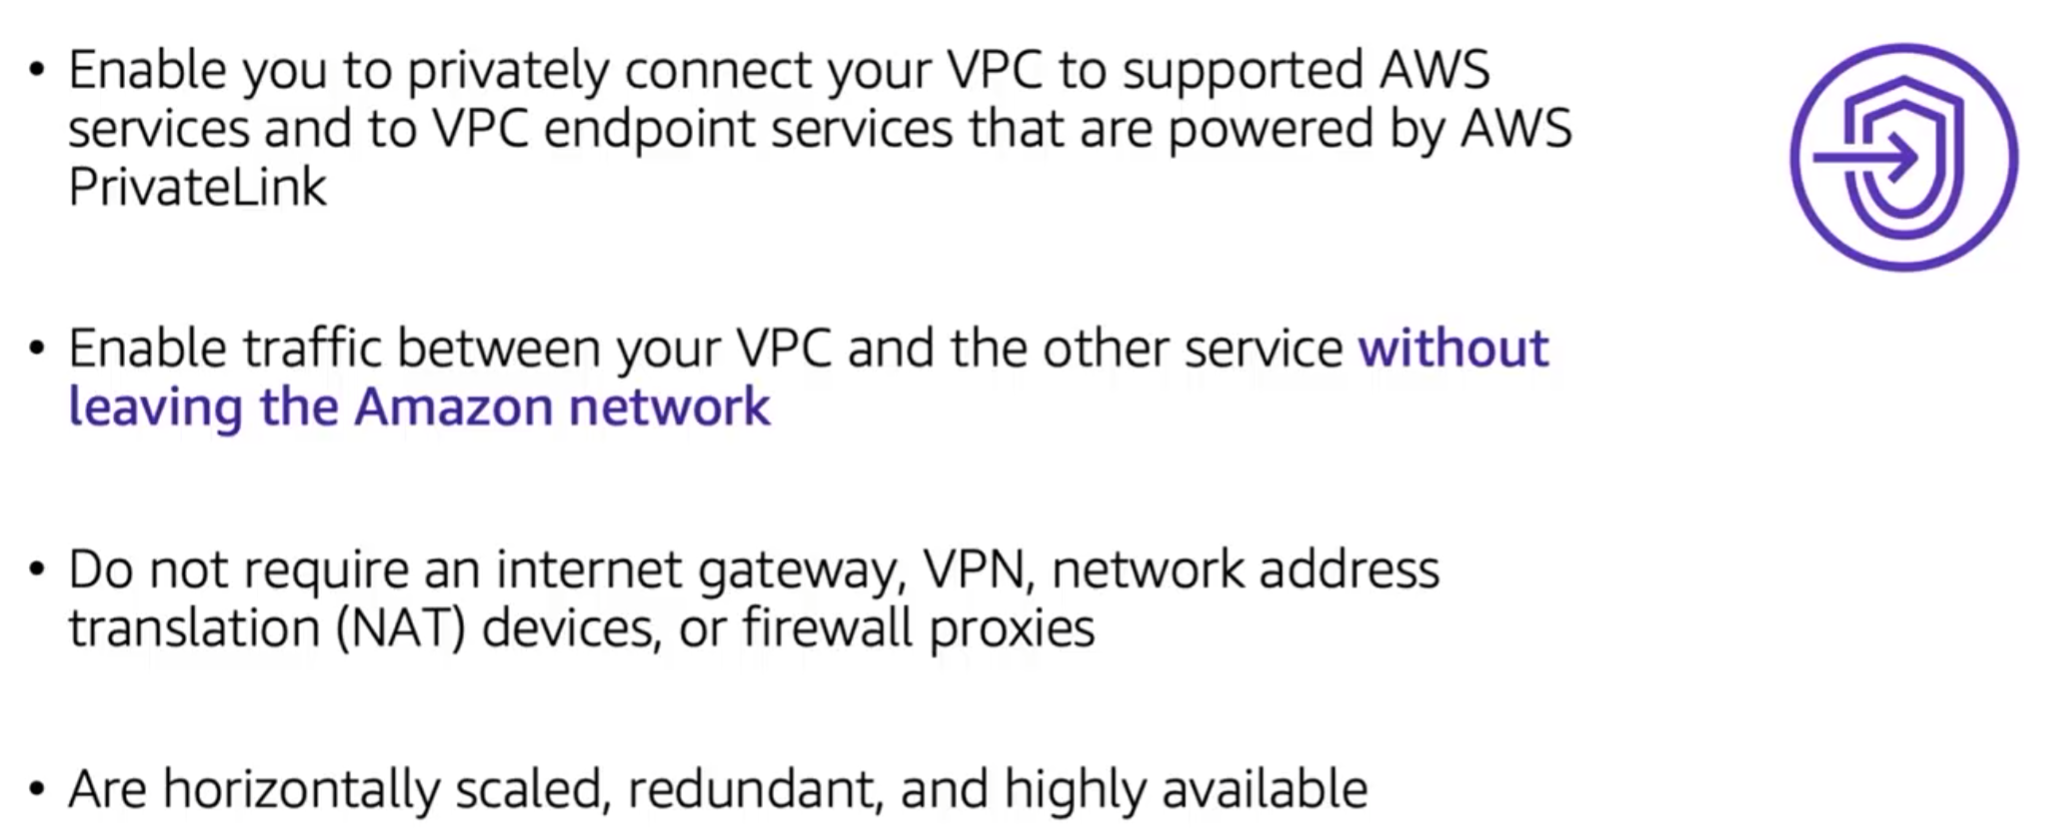 • Enable you to privately connect your VPC to supported AWS
services and to VPC endpoint services that are powered by AWS
PrivateLink
• Enable traffic between your VPC and the other service without
leaving the Amazon network
• Do not require an internet gateway, VPN, network address
translation (NAT) devices, or firewall proxies
• Are horizontally scaled, redundant, and highly available